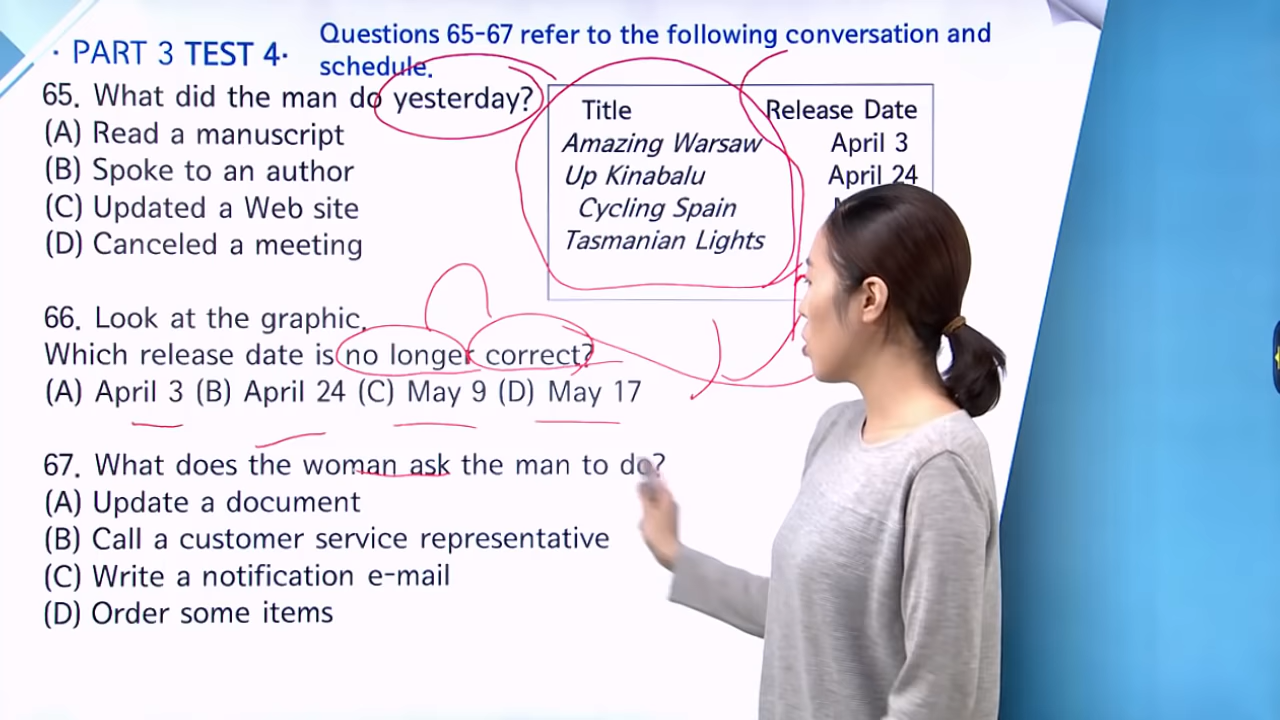 · PART 3 TEST 4·
Questions 65-67 refer to the following conversation and
schedule.
65. What did the man do yesterday?
(A) Read a manuscript
(B) Spoke to an author
(C) Updated a Web site
(D) Canceled a meeting
Title Release Date
Amazing Warsaw April 3
Up Kinabalu April 24
Cycling Spain
Tasmanian Lights
66. Look at the graphic.
Which release date is no longer correct?
(A) April 3 (B) April 24 (C) May 9 (D) May 17
67. What does the woman ask the man to do?
(A) Update a document
(B) Call a customer service representative
(C) Write a notification e-mail
(D) Order some items